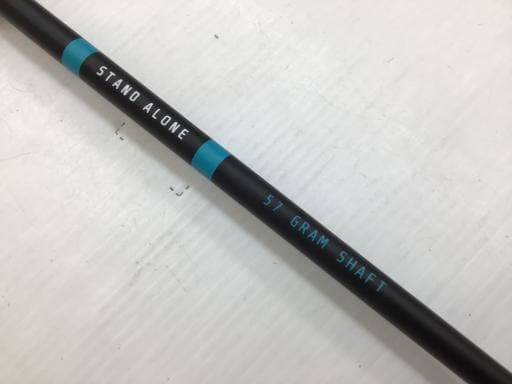 STAND ALONE
57 GRAM SHAFT